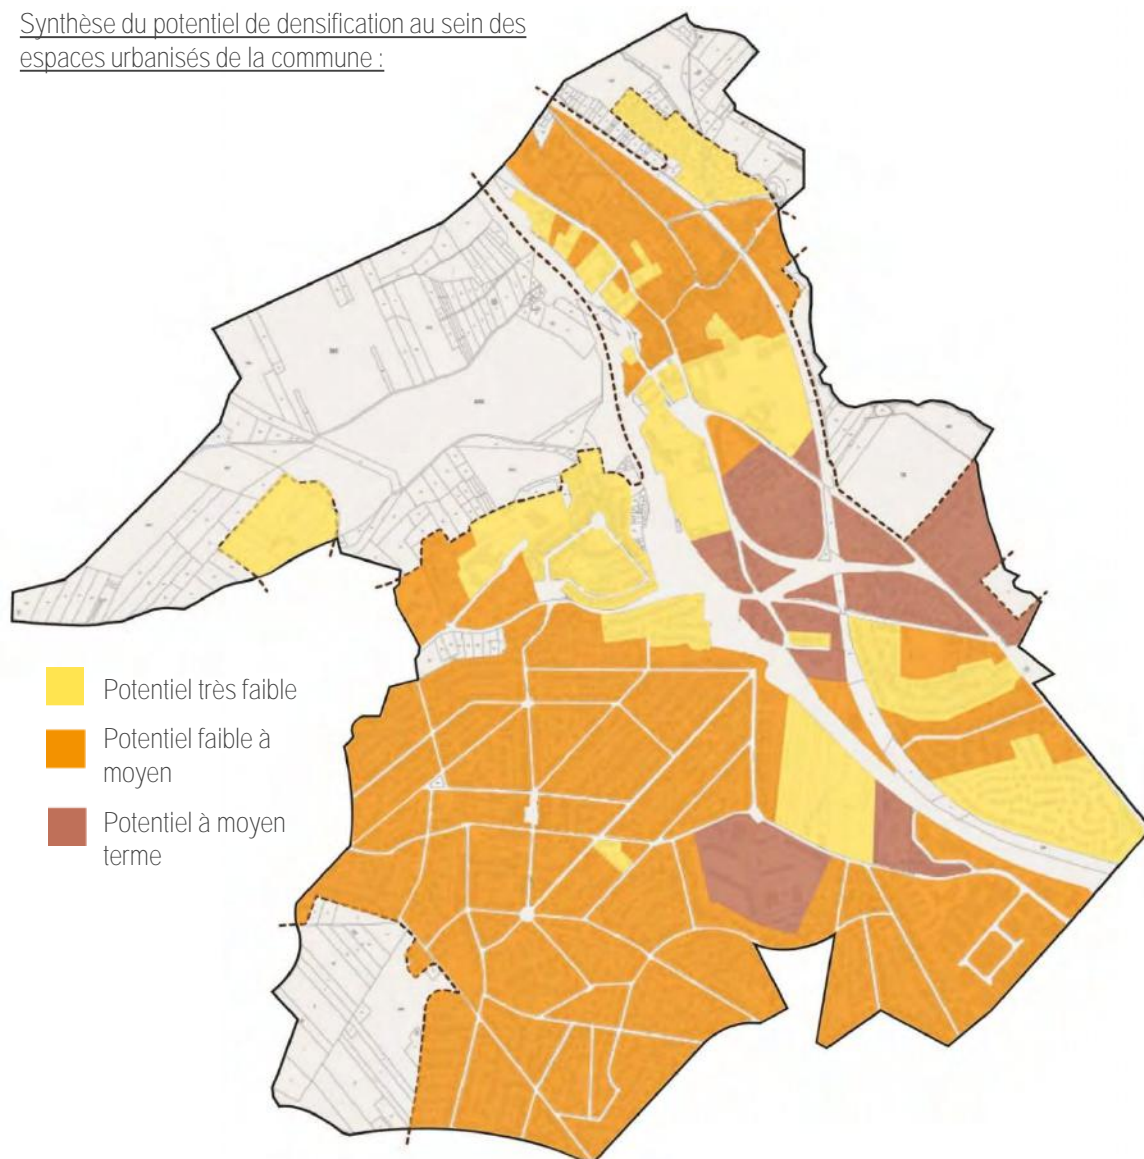 Synthèse du potentiel de densification au sein des
espaces urbanisés de la commune :
Potentiel très faible
Potentiel faible à
moyen
Potentiel à moyen
terme